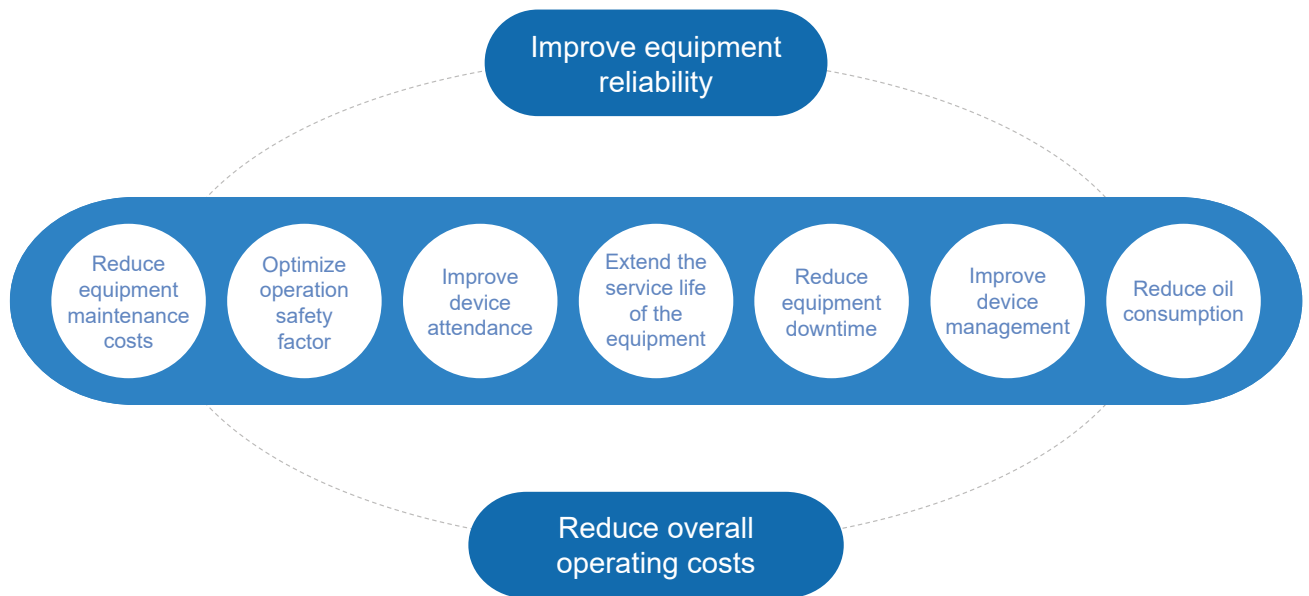 Improve equipment
reliability
Reduce
equipment
maintenance
costs
Optimize
operation
safety
factor
Improve
device
attendance
Extend the
service life
of the
equipment
Reduce
equipment
downtime
Improve
device
management
Reduce oil
consumption
Reduce overall
operating costs